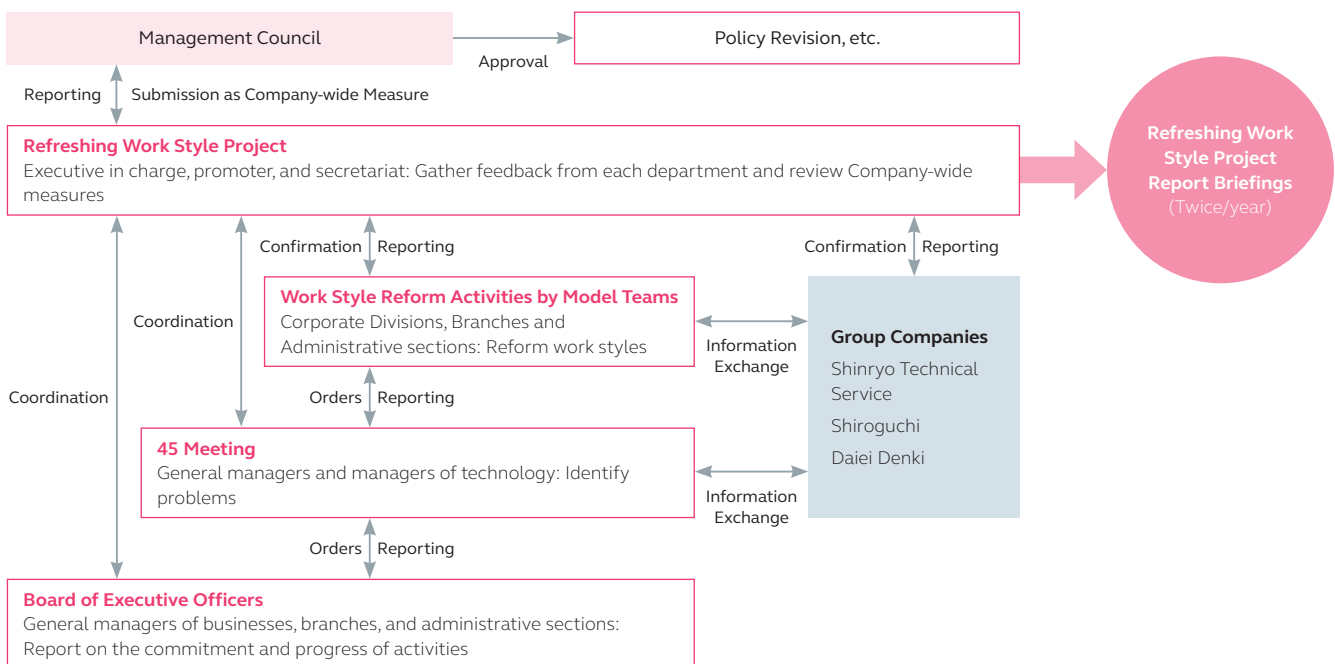 Management Council
Policy Revision, etc.
Approval
Reporting
Submission as Company-wide Measure
Refreshing Work Style Project
Executive in charge, promoter, and secretariat: Gather feedback from each department and review Company-wide
measures
Refreshing Work
Style Project
Report Briefings
(Twice/year)
Confirmation
Reporting
Confirmation
Reporting
Coordination
Work Style Reform Activities by Model Teams
Corporate Divisions, Branches and
Administrative sections: Reform work styles
Information
Exchange
Group Companies
Shinryo Technical
Service
Shiroguchi
Daiei Denki
Coordination
Orders
Reporting
45 Meeting
General managers and managers of technology: Identify
problems
Information
Exchange
Orders
Reporting
Board of Executive Officers
General managers of businesses, branches, and administrative sections:
Report on the commitment and progress of activities